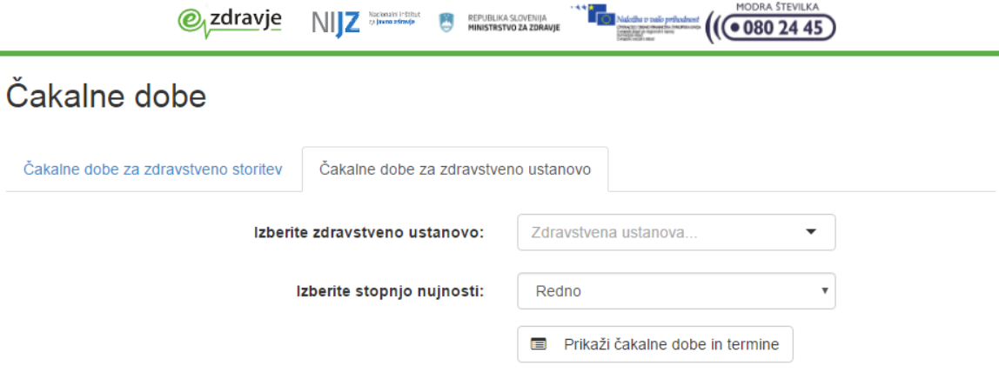 zdravje
NIJZ Nacionalni inštitut
za javno zdravje
REPUBLIKA SLOVENIJA
MINISTRSTVO ZA ZDRAVJE
Naložba v vašo prihodnost
MODRA ŠTEVILKA
080 24 45
Čakalne dobe
Čakalne dobe za zdravstveno storitev
Čakalne dobe za zdravstveno ustanovo
Izberite zdravstveno ustanovo:
Zdravstvena ustanova...
Izberite stopnjo nujnosti:
Redno
Prikaži čakalne dobe in termine